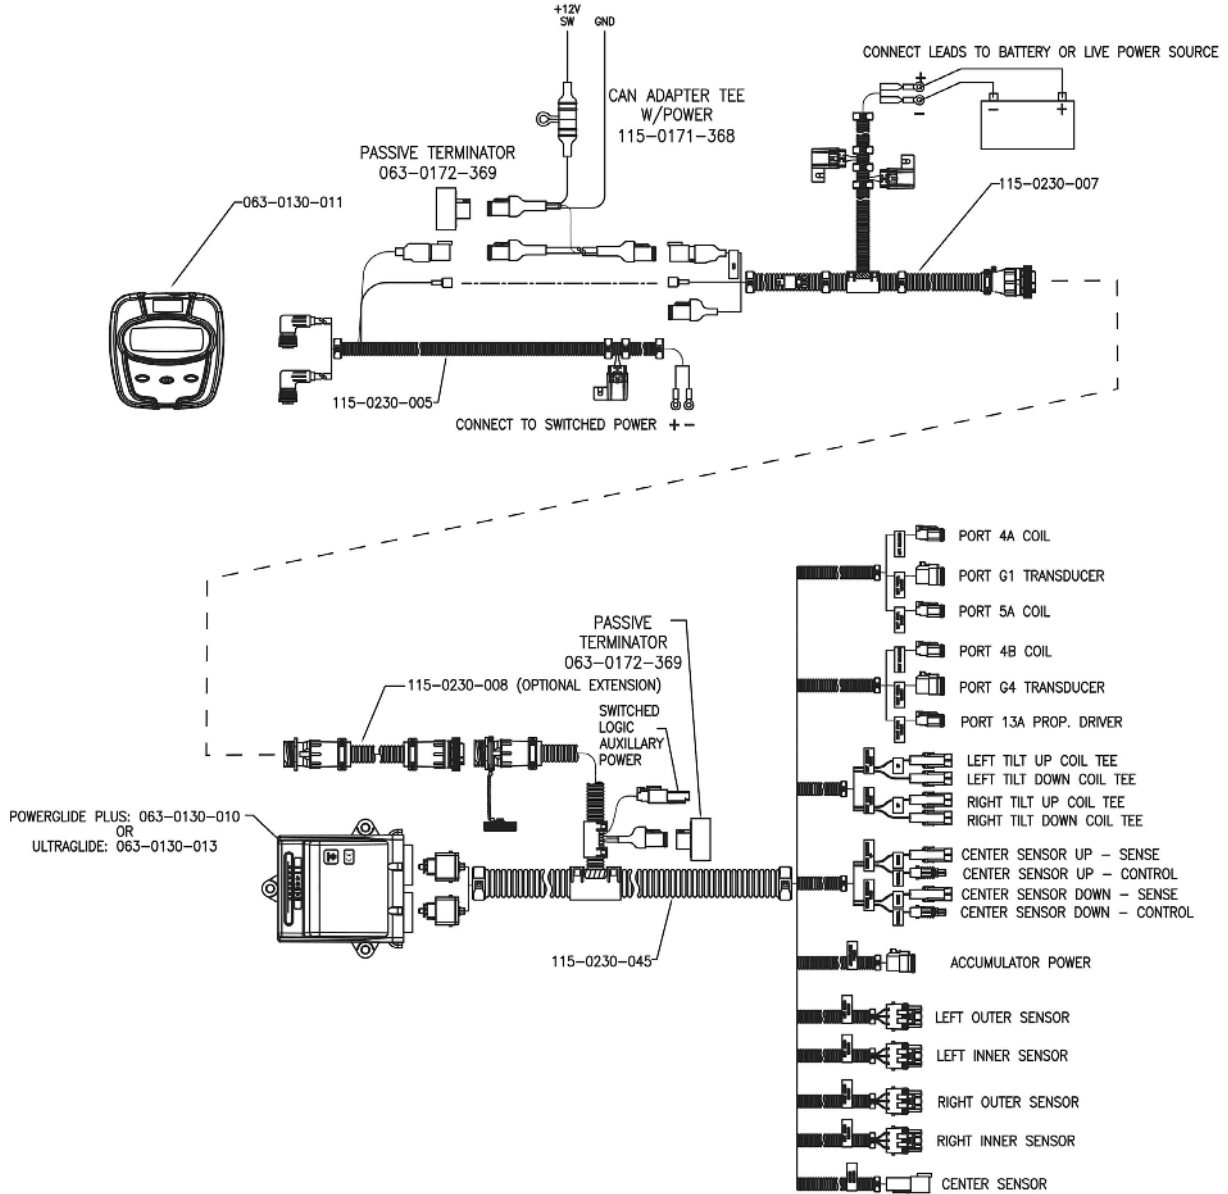 +12V
SW
GND
CONNECT LEADS TO BATTERY OR LIVE POWER SOURCE
+
-
- +
CAN ADAPTER TEE
W/POWER
115-0171-368
PASSIVE TERMINATOR
063-0172-369
063-0130-011
115-0230-007
115-0230-005
CONNECT TO SWITCHED POWER + -
PORT 4A COIL
PORT G1 TRANSDUCER
PORT 5A COIL
PORT 4B COIL
PORT G4 TRANSDUCER
PORT 13A PROP. DRIVER
PASSIVE
TERMINATOR
063-0172-369
115-0230-008 (OPTIONAL EXTENSION)
SWITCHED
LOGIC
AUXILLARY
POWER
LEFT TILT UP COIL TEE
LEFT TILT DOWN COIL TEE
RIGHT TILT UP COIL TEE
RIGHT TILT DOWN COIL TEE
POWERGLIDE PLUS: 063-0130-010
OR
ULTRAGLIDE: 063-0130-013
CENTER SENSOR UP - SENSE
CENTER SENSOR UP - CONTROL
CENTER SENSOR DOWN - SENSE
CENTER SENSOR DOWN - CONTROL
115-0230-045
ACCUMULATOR POWER
LEFT OUTER SENSOR
LEFT INNER SENSOR
RIGHT OUTER SENSOR
RIGHT INNER SENSOR
CENTER SENSOR